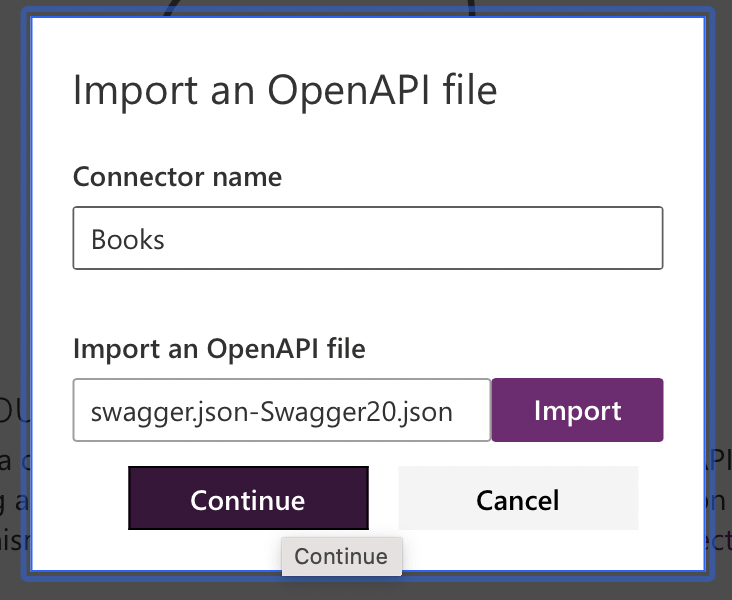 Import an OpenAPI file
Connector name
Books
Import an OpenAPI file
swagger.json-Swagger20.json
Import
Continue
Cancel
Continue